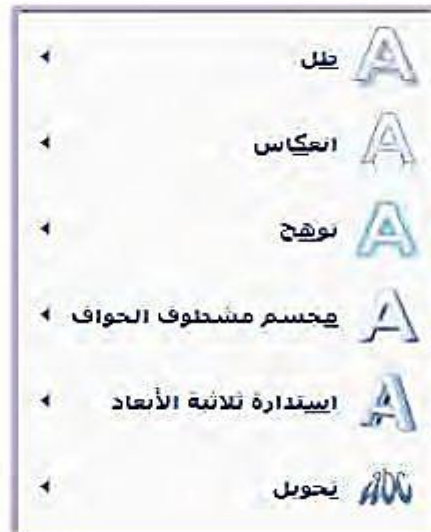 ظل
انعكاس
توهج
مجسم مشطوف الحواف
استدارة ثلاثية الأبعاد
تحويل